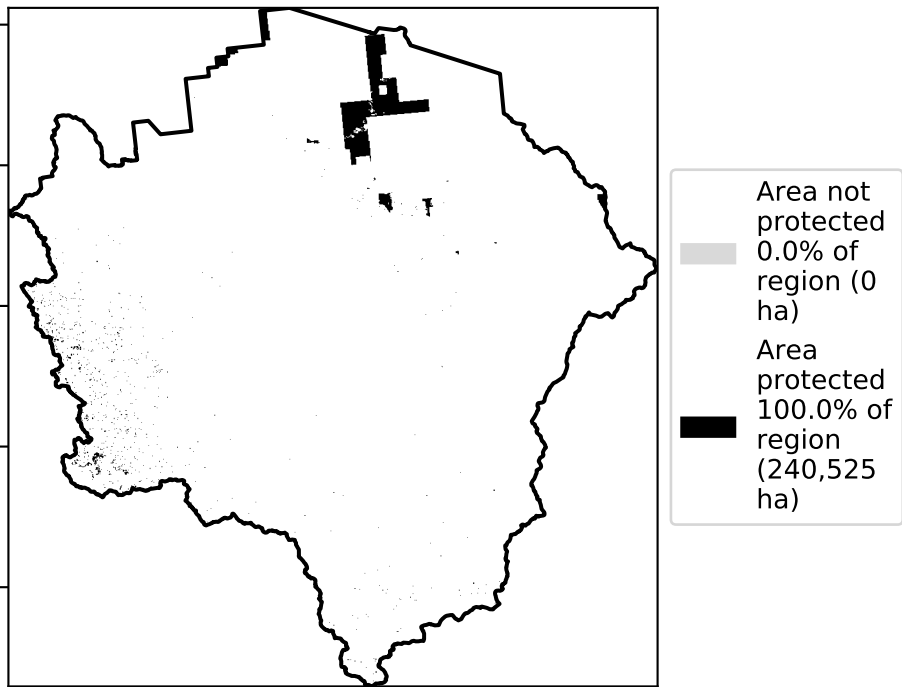 Area not
protected
0.0% of
region (0
ha)
Area
protected
100.0% of
region
(240,525
ha)